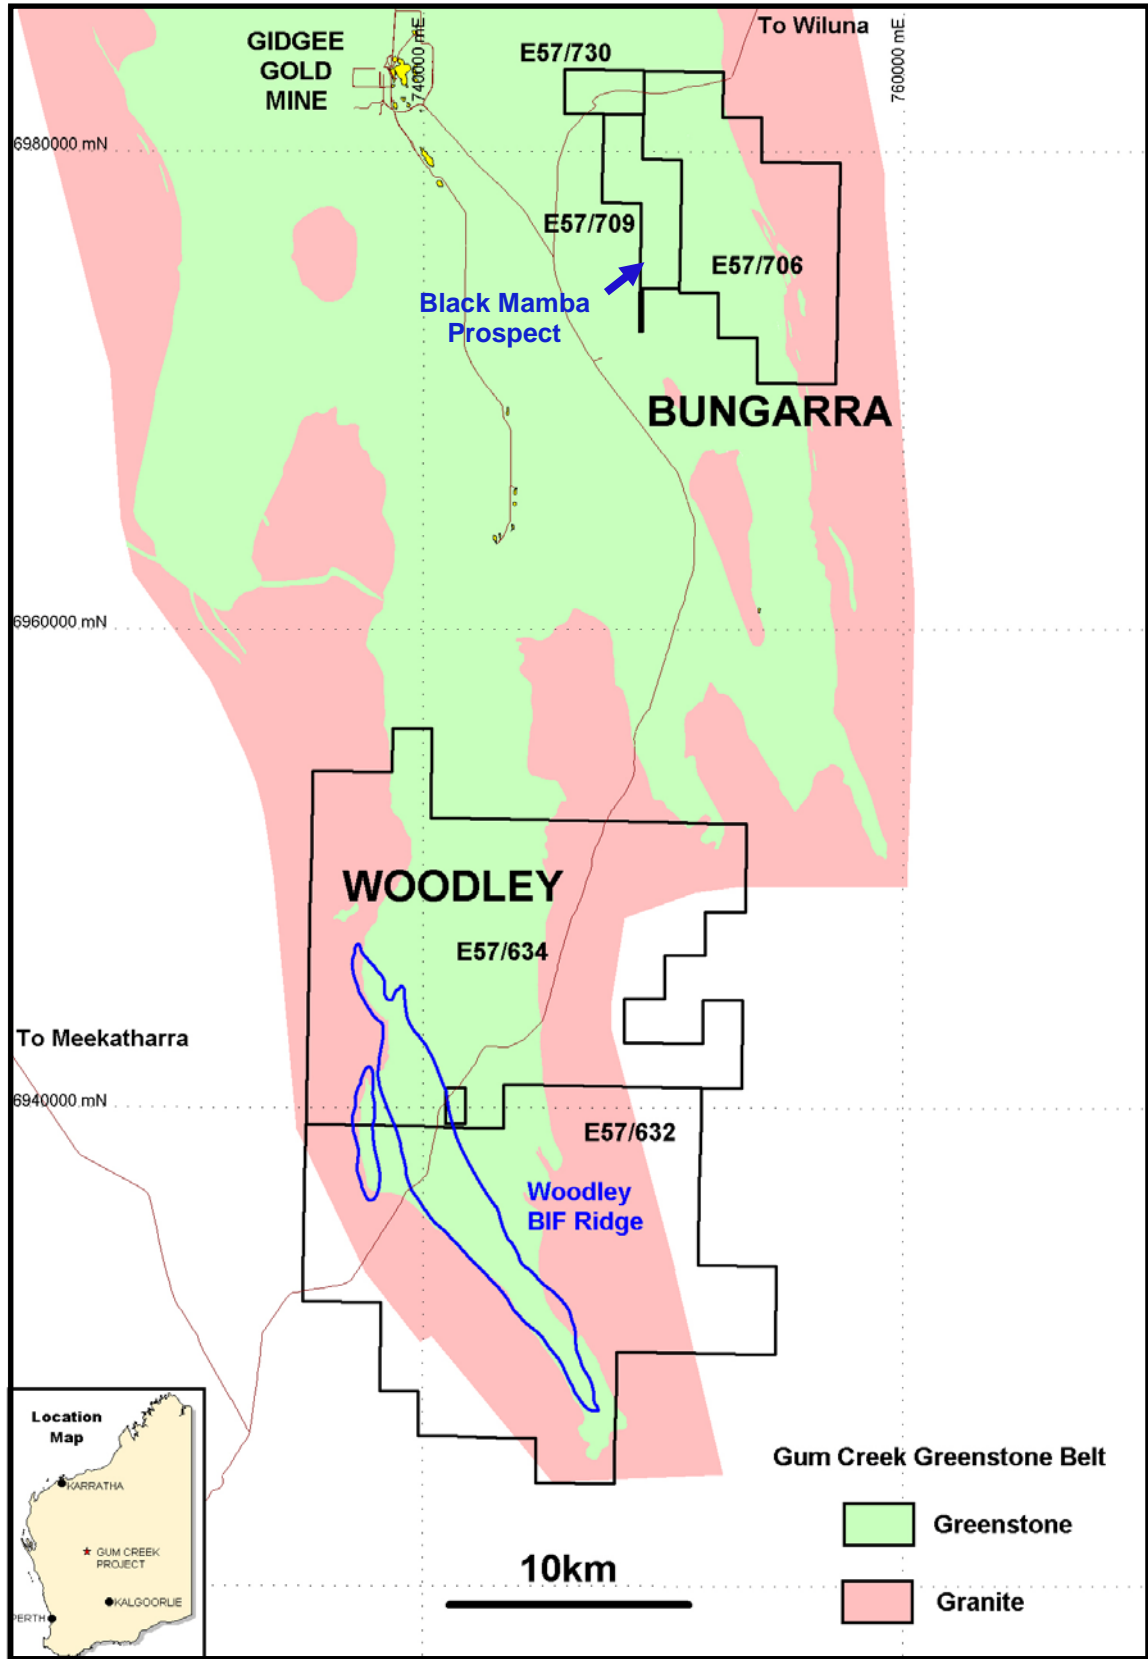 To Wiluna
GIDGEE
GOLD
MINE
740000 mE
E57/730
760000 mE
6980000 mN
E57/709
E57/706
Black Mamba
Prospect
BUNGARRA
6960000 mN
WOODLEY
E57/634
To Meekatharra
6940000 mN
E57/632
Woodley
BIF Ridge
Location
Map
KARRATHA
GUM CREEK
PROJECT
KALGOORLIE
PERTH
Gum Creek Greenstone Belt
Greenstone
10km
Granite